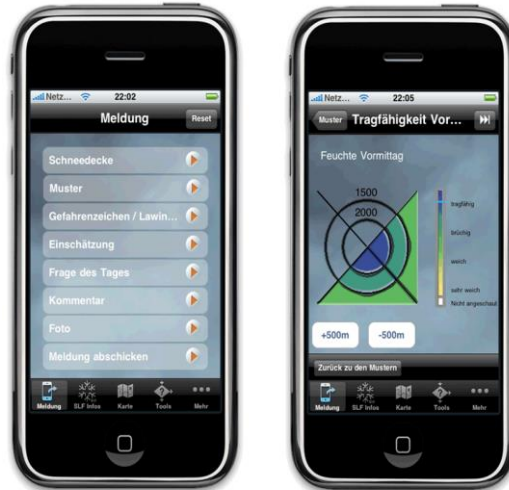 Netz...
22:02
Meldung
Reset
Schneedecke
Muster
Gefahrenzeichen / Lawin...
Einschätzung
Frage des Tages
Kommentar
Foto
Meldung abschicken
Meldung
SLF Infos
Karte
Tools
Mehr
Netz...
22:05
Muster
Tragfähigkeit Vor...
Feuchte Vormittag
1500
2000
tragfähig
brüchig
weich
sehr weich
Nicht angeschaut
+500m
-500m
Zurück zu den Mustern
Meldung
SLF Infos
Karte
Tools
Mehr